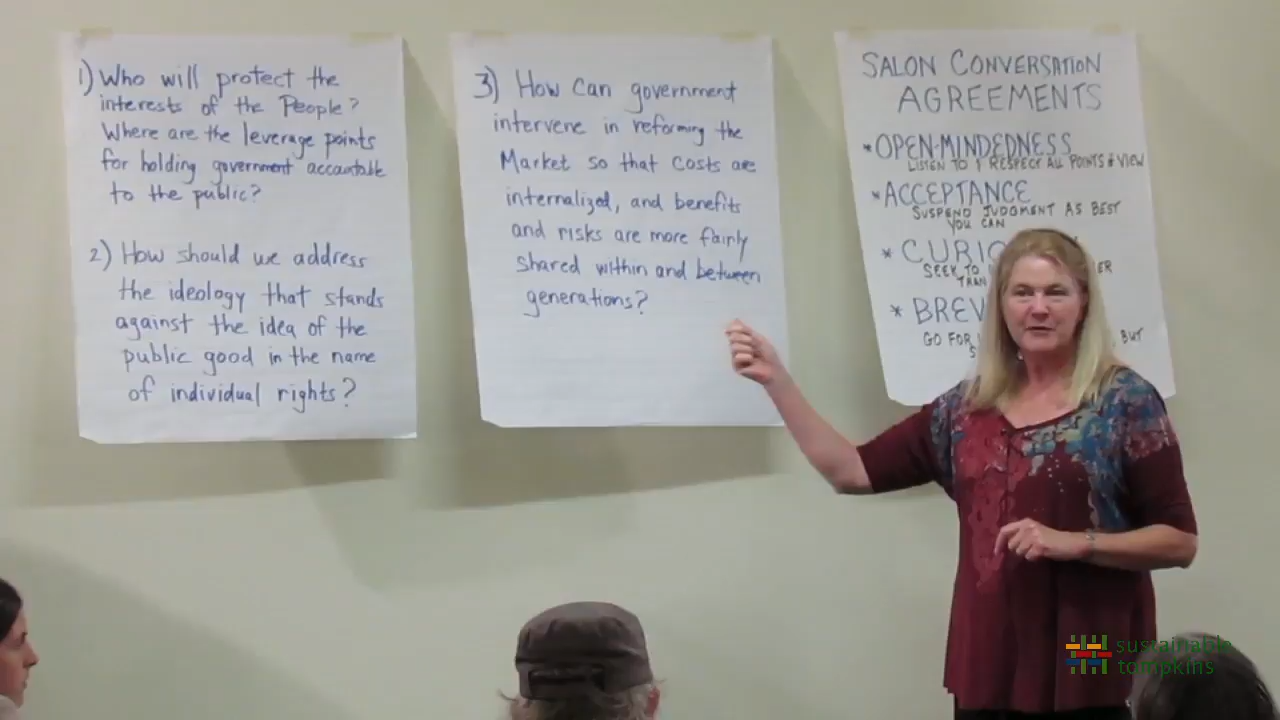 1) Who will protect the
interests of the People?
Where are the leverage points
for holding government accountable
to the public?
2) How should we address
the ideology that stands
against the idea of the
public good in the name
of individual rights?
3) How can government
intervene in reforming the
Market so that costs are
internalized, and benefits
and risks are more fairly
shared within and between
generations?
SALON CONVERSATION
AGREEMENTS
*OPEN-MINDEDNESS
LISTEN TO & RESPECT ALL POINTS OF VIEW
*ACCEPTANCE
SUSPEND JUDGMENT AS BEST
YOU CAN
*
SEEK TO
THAN
*
GO FOR BUT
sustainable
tompkins